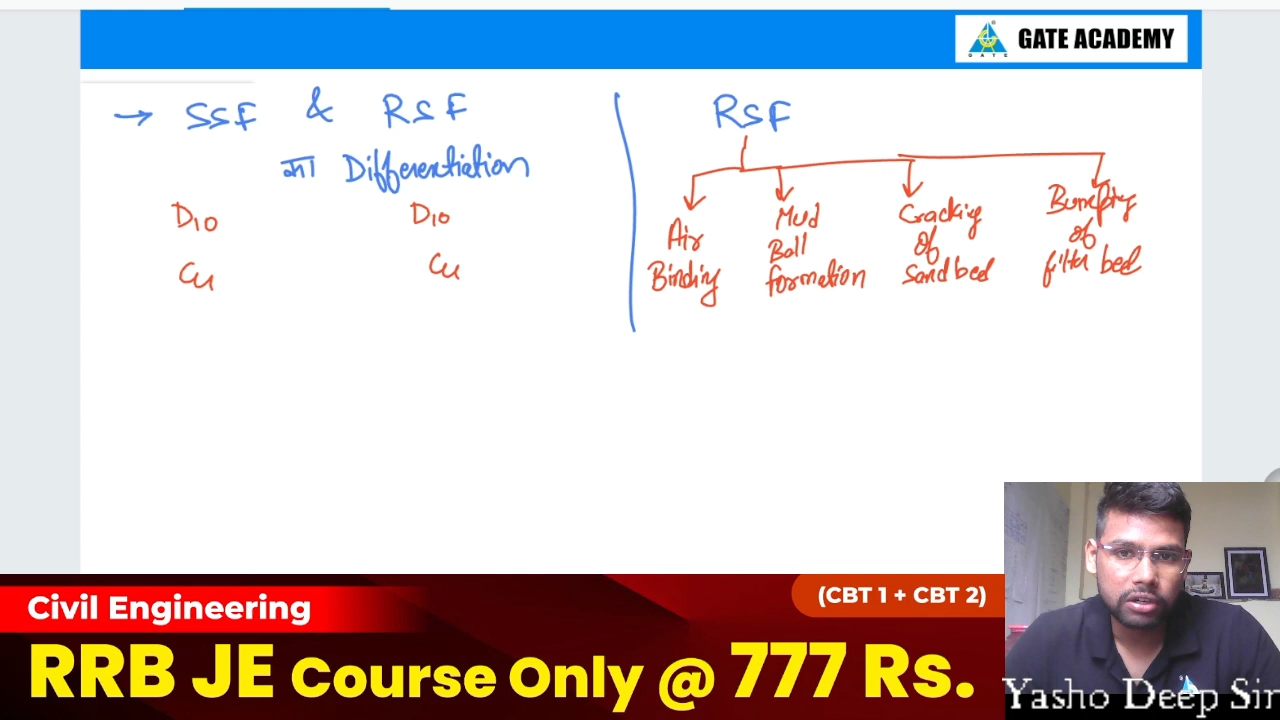 GATE ACADEMY
GATE
→ SSF & RSF
का Differentiation
D10 D10
Cu Cu
RSF
Air Binding
Mud Ball formation
Cracking of Sand bed
of filter bed
Civil Engineering
(CBT 1 + CBT 2)
RRB JE Course Only @ 777 Rs.
Yasho Deep Sir